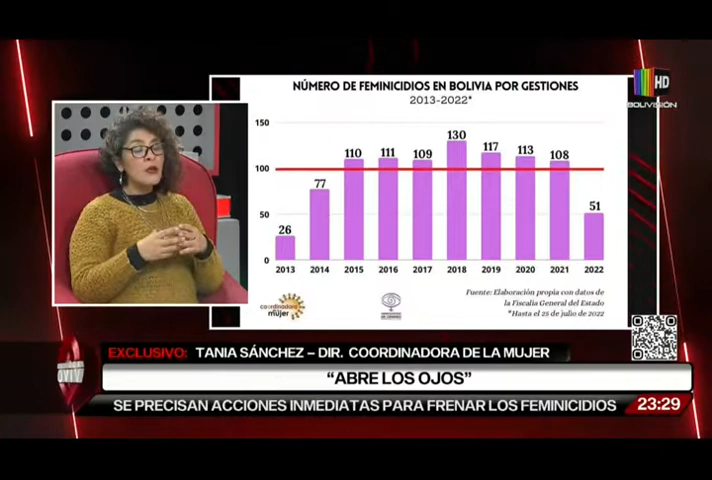 NÚMERO DE FEMINICIDIOS EN BOLIVIA POR GESTIONES
2013-2022*
HD
BOLIVISIÓN
150
100
50
0
26
77
110
111
109
130
117
113
108
51
2013
2014
2015
2016
2017
2018
2019
2020
2021
2022
Fuente: Elaboración propia con datos de
la Fiscalía General del Estado
*Hasta el 25 de julio de 2022
coordinadora
mujer
EXCLUSIVO: TANIA SÁNCHEZ – DIR. COORDINADORA DE LA MUJER
“ABRE LOS OJOS”
SE PRECISAN ACCIONES INMEDIATAS PARA FRENAR LOS FEMINICIDIOS
23:29